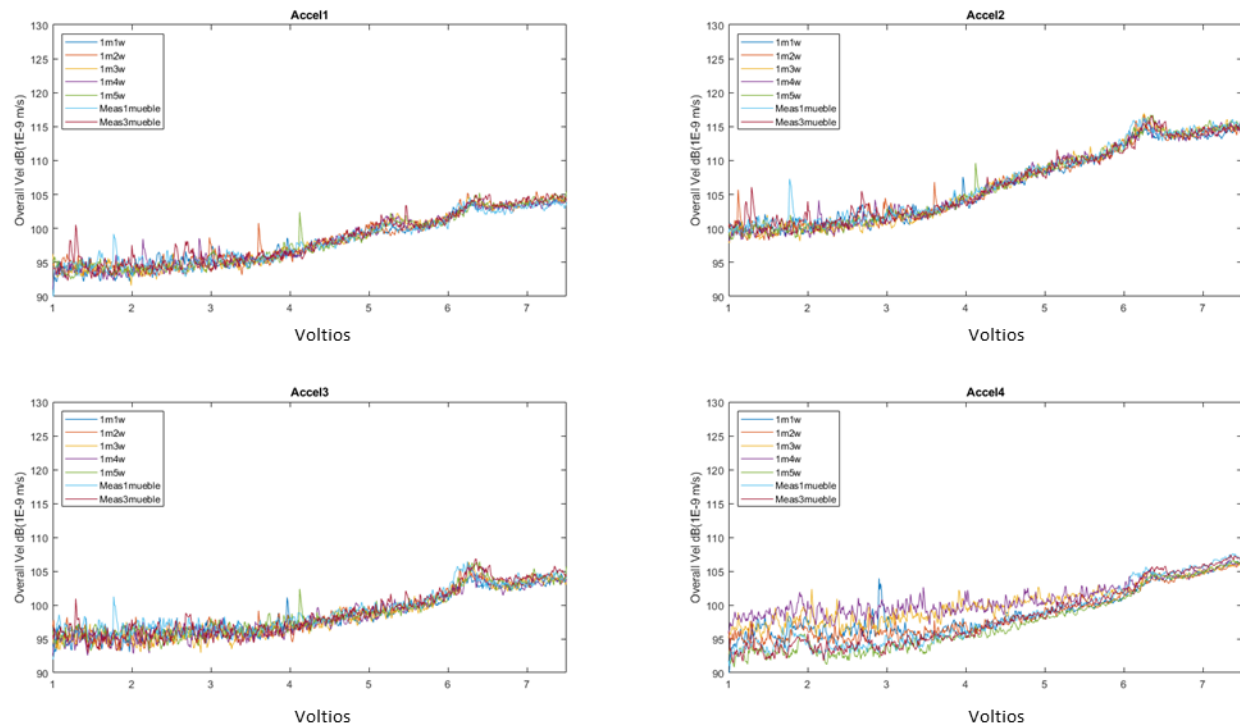 Accel1
130
125
120
115
110
105
100
95
90
Overall Vel dB(1E-9 m/s)
1m1w
1m2w
1m3w
1m4w
1m5w
Meas1mueble
Meas3mueble
1 2 3 4 5 6 7
Voltios
Accel2
130
125
120
115
110
105
100
95
90
Overall Vel dB(1E-9 m/s)
1m1w
1m2w
1m3w
1m4w
1m5w
Meas1mueble
Meas3mueble
1 2 3 4 5 6 7
Voltios
Accel3
130
125
120
115
110
105
100
95
90
Overall Vel dB(1E-9 m/s)
1m1w
1m2w
1m3w
1m4w
1m5w
Meas1mueble
Meas3mueble
1 2 3 4 5 6 7
Voltios
Accel4
130
125
120
115
110
105
100
95
90
Overall Vel dB(1E-9 m/s)
1m1w
1m2w
1m3w
1m4w
1m5w
Meas1mueble
Meas3mueble
1 2 3 4 5 6 7
Voltios